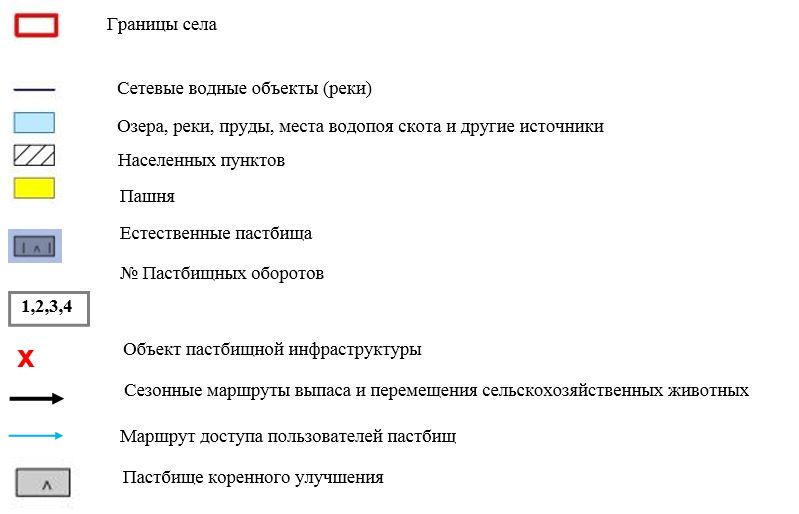 Границы села
Сетевые водные объекты (реки)
Озера, реки, пруды, места водопоя скота и другие источники
Населенных пунктов
Пашня
Естественные пастбища
№ Пастбищных оборотов
1,2,3,4
X Объект пастбищной инфраструктуры
Сезонные маршруты выпаса и перемещения сельскохозяйственных животных
Маршрут доступа пользователей пастбищ
Пастбище коренного улучшения